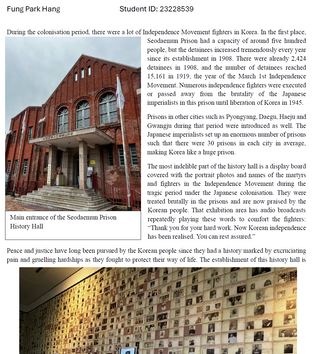 Fung Park Hang Student ID: 23228539
During the colonisation period, there were a lot of Independence Movement fighters in Korea. In the first place,
Seodaenum Prison had a capacity of around five hundred
people, but the detainees increased tremendously every year
since its establishment in 1908. There were already 2,424
detainees in 1908, and the number of detainees reached
15,161 in 1919, the year of the March 1st Independence
Movement. Numerous independence fighters were executed
or passed away from the brutality of the Japanese
imperialists in this prison until liberation of Korea in 1945.
Prisons in other cities such as Pyongyang, Daegu, Haeju and
Gwangju during that period were introduced as well. The
Japanese imperialists set up an enormous number of prisons
such that there were 30 prisons in each city in average,
making Korea like a huge prison.
The most indelible part of the history hall is a display board
covered with the portrait photos and names of the martyrs
and fighters in the Independence Movement during the
tragic period under the Japanese colonisation. They were
treated brutally in the prisons and are now praised by the
Korean people. That exhibition area has audio broadcasts
repeatedly playing these words to comfort the fighters:
“Thank you for your hard work. Now Korean independence
has been realised. You can rest assured.”
Main entrance of the Seodaenum Prison
History Hall
Peace and justice have long been pursued by the Korean people since they had a history marked by excruciating
pain and gruelling hardships as they fought to protect their way of life. The establishment of this history hall is